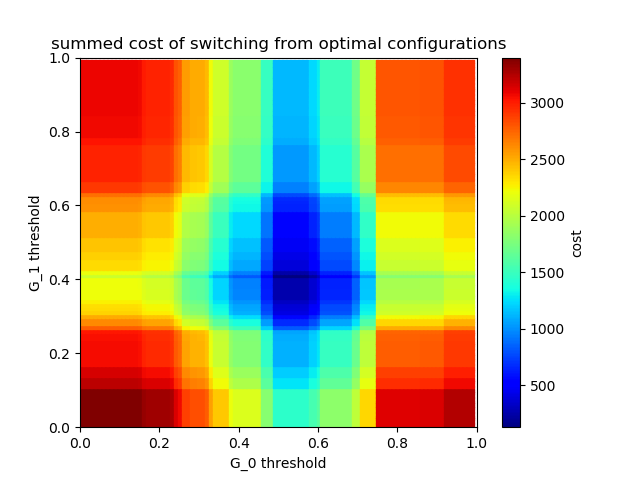 summed cost of switching from optimal configurations
1.0
0.8
0.6
0.4
0.2
0.0
G_1 threshold
0.0 0.2 0.4 0.6 0.8 1.0
G_0 threshold
3000
2500
2000
1500
1000
500
cost